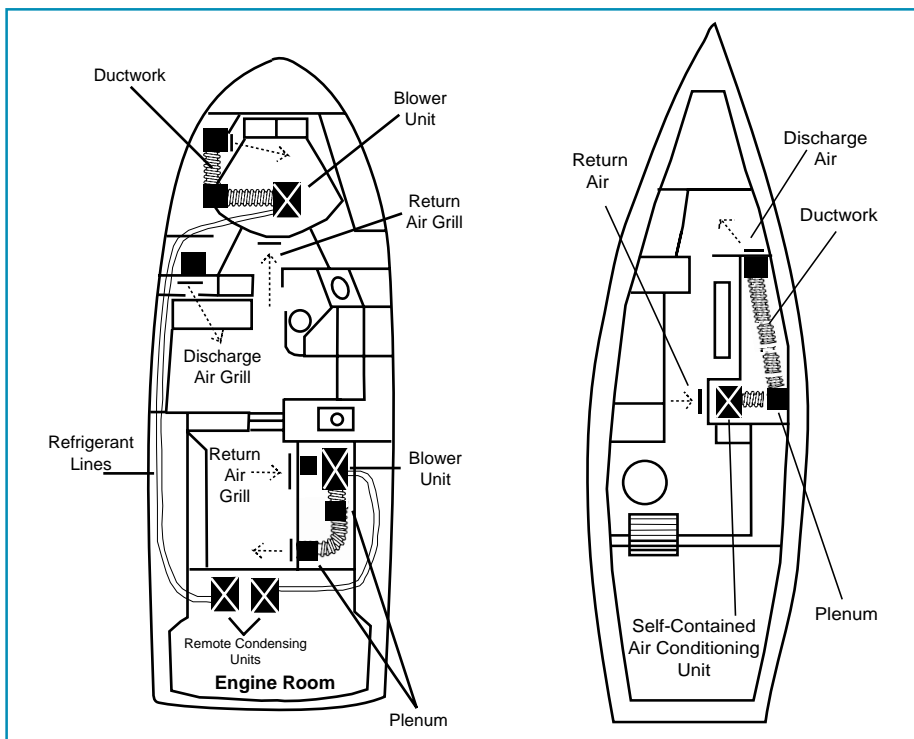 Ductwork
Blower
Unit
Return
Air Grill
Discharge
Air Grill
Refrigerant
Lines
Return
Air
Grill
Blower
Unit
Remote Condensing
Units
Engine Room
Plenum
Discharge
Air
Return
Air
Ductwork
Self-Contained
Air Conditioning
Unit
Plenum